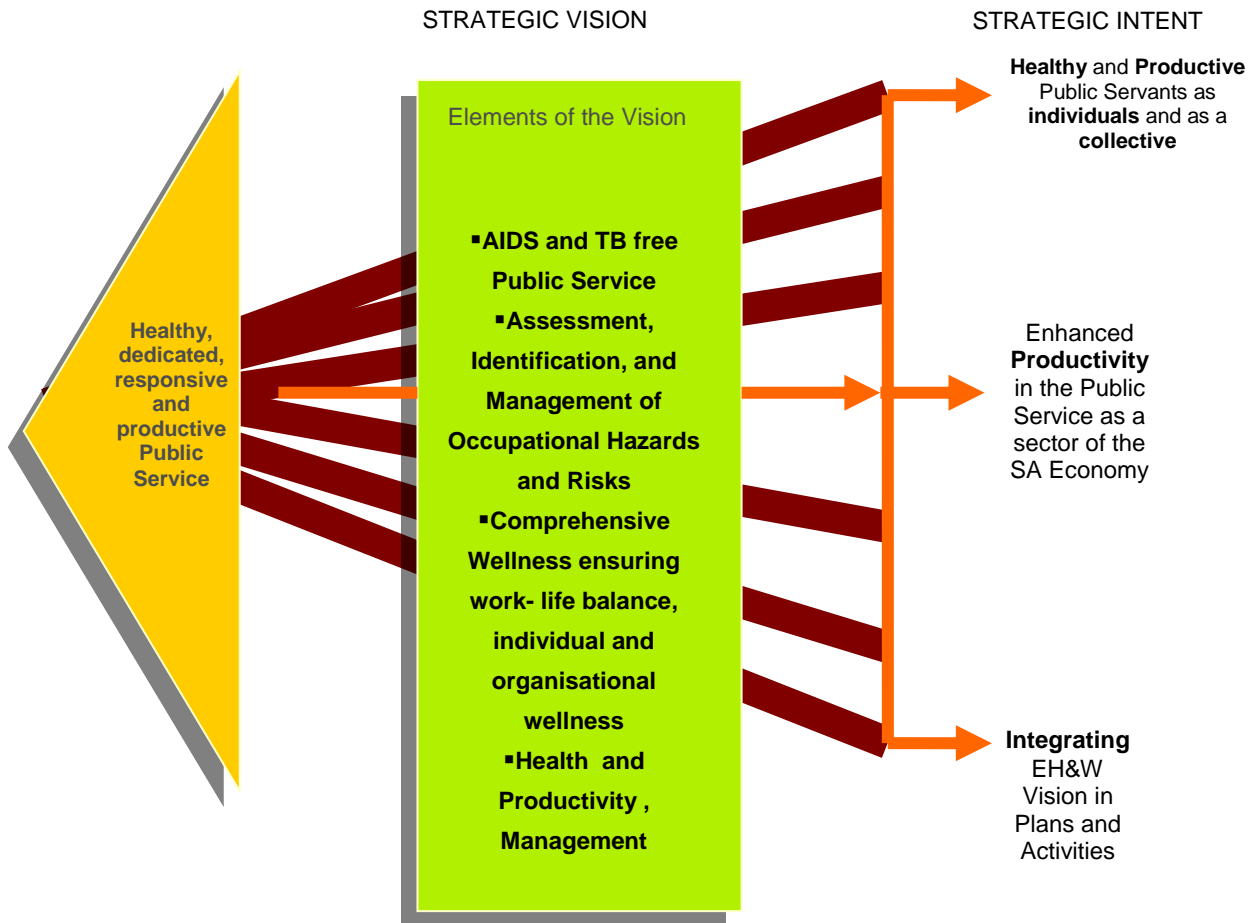 STRATEGIC VISION
STRATEGIC INTENT
Healthy,
dedicated,
responsive
and
productive
Public
Service
Elements of the Vision
▪AIDS and TB free
Public Service
▪Assessment,
Identification, and
Management of
Occupational Hazards
and Risks
▪Comprehensive
Wellness ensuring
work- life balance,
individual and
organisational
wellness
▪Health and
Productivity ,
Management
Healthy and Productive
Public Servants as
individuals and as a
collective
Enhanced
Productivity
in the Public
Service as a
sector of the
SA Economy
Integrating
EH&W
Vision in
Plans and
Activities